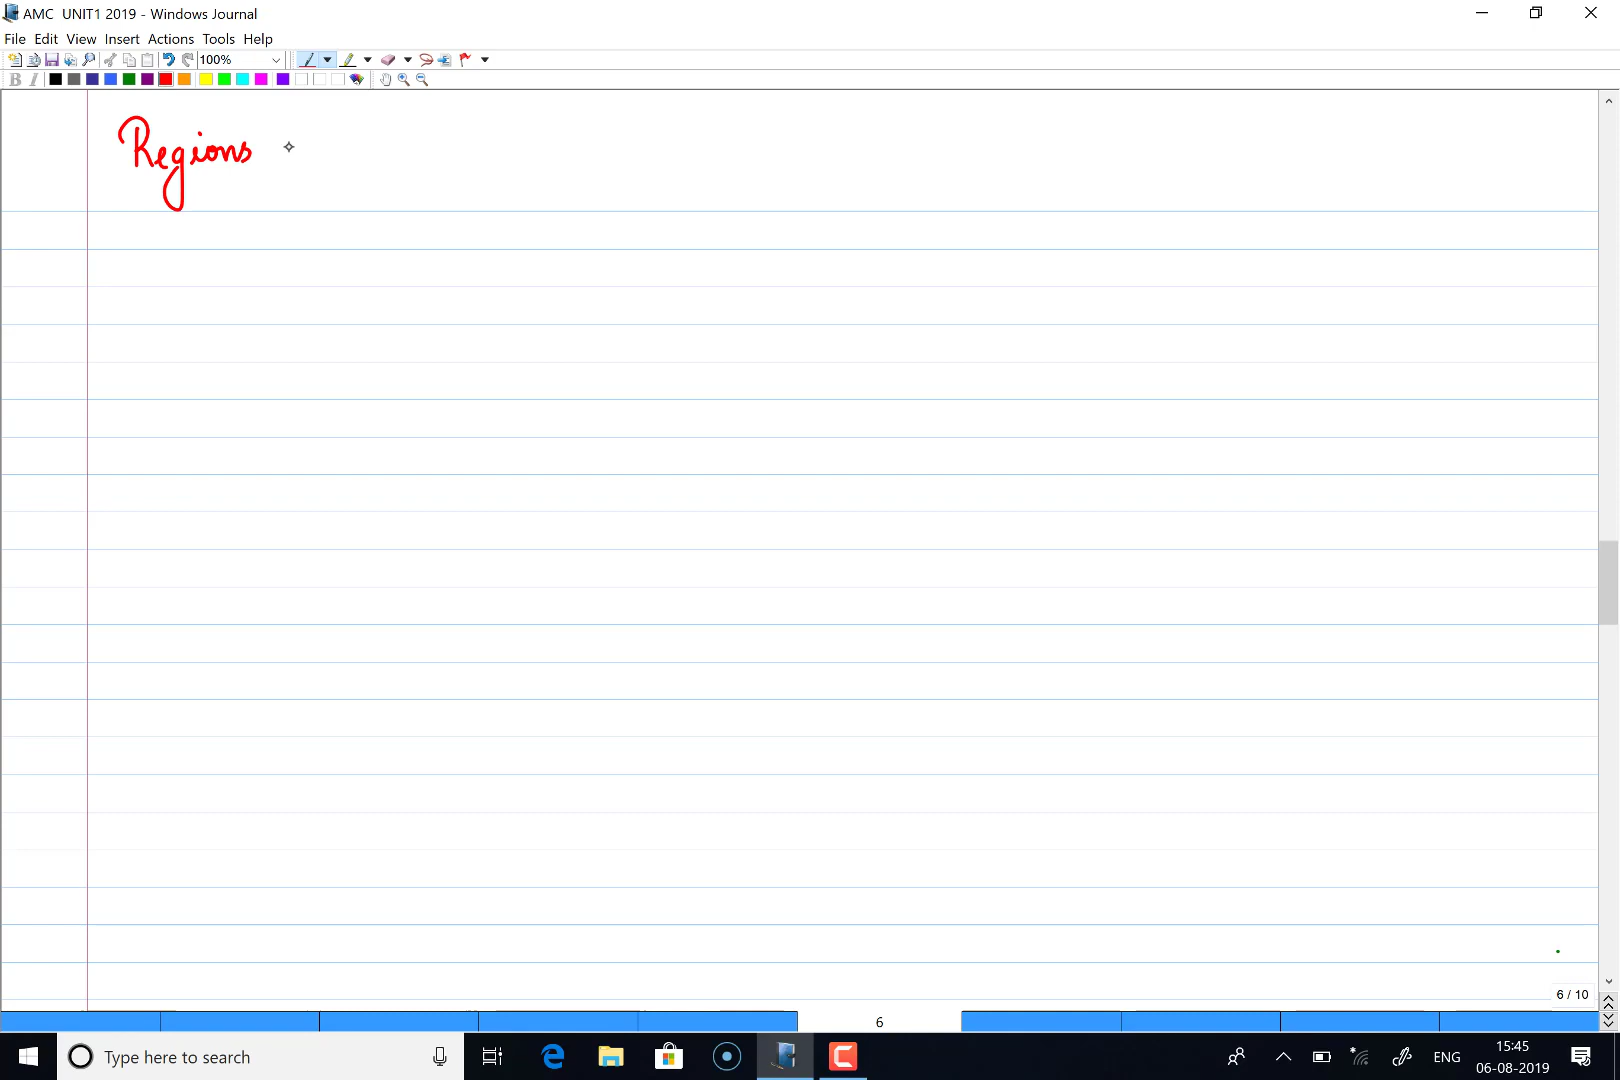 AMC UNIT1 2019 - Windows Journal
File Edit View Insert Actions Tools Help
100%
B I
Regions
6 / 10
6
Type here to search
ENG
15:45
06-08-2019